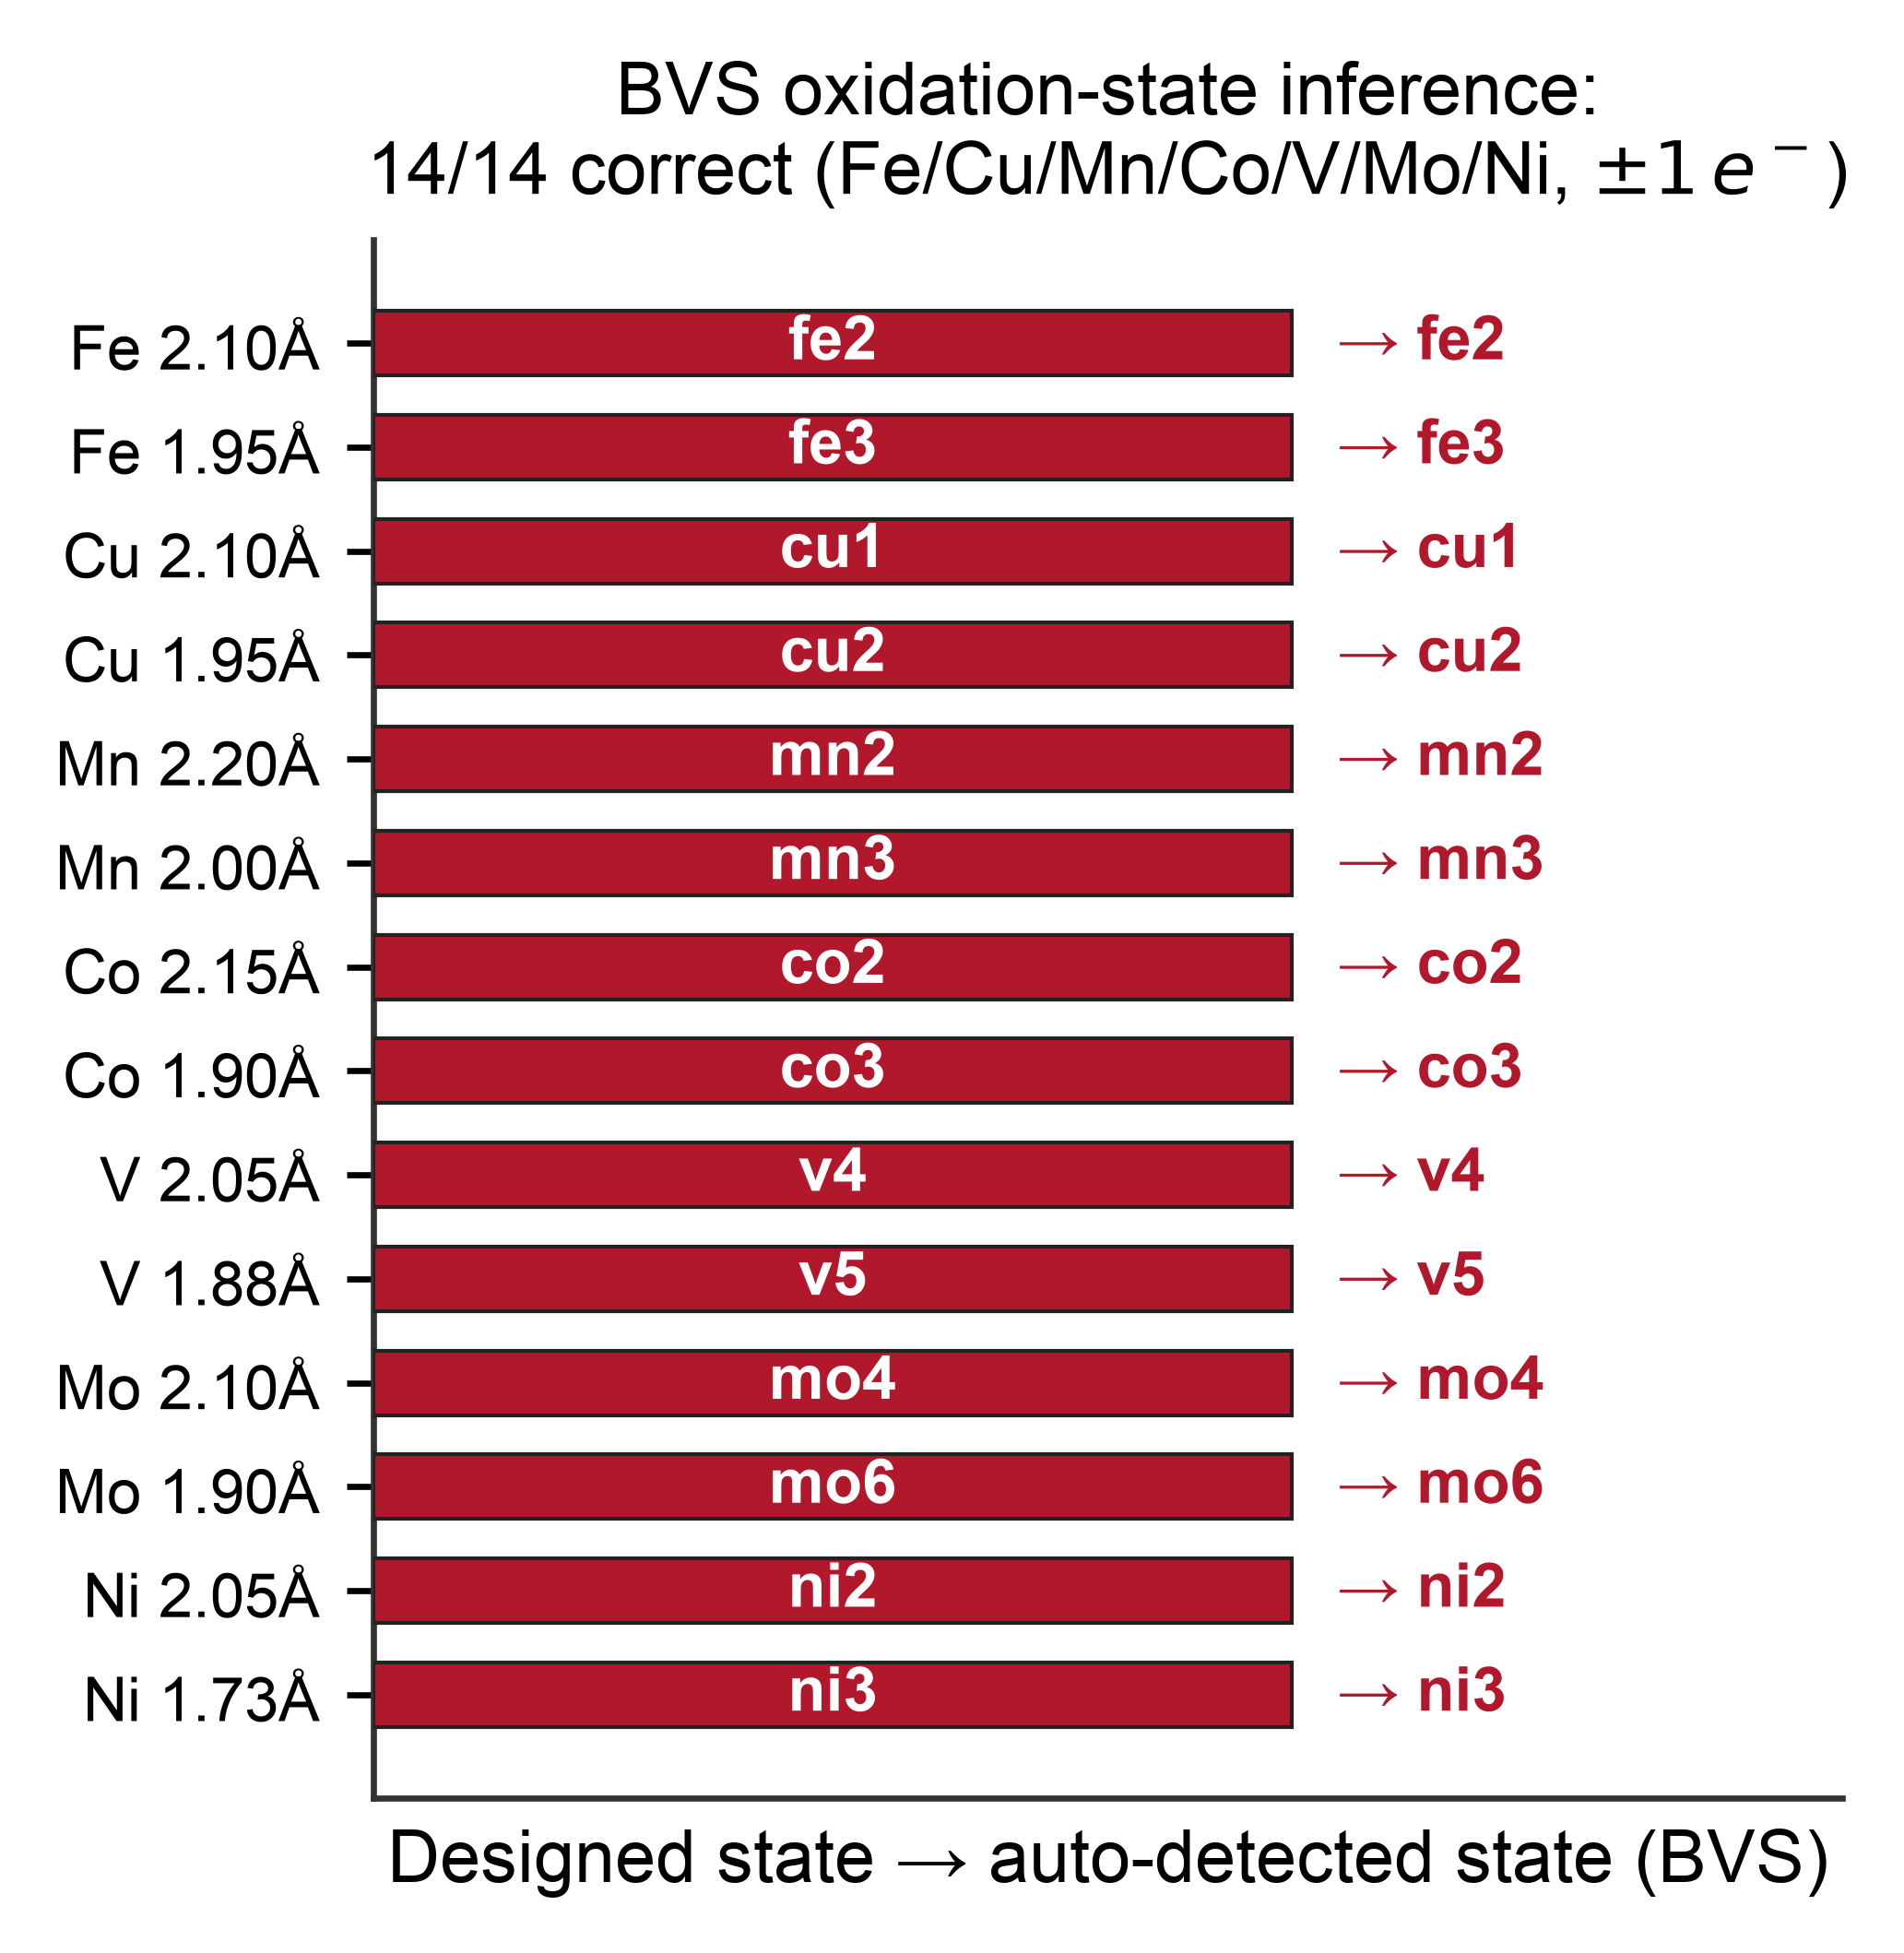 BVS oxidation-state inference:
14/14 correct (Fe/Cu/Mn/Co/V/Mo/Ni, ±1 e⁻)
Fe 2.10Å fe2 → fe2
Fe 1.95Å fe3 → fe3
Cu 2.10Å cu1 → cu1
Cu 1.95Å cu2 → cu2
Mn 2.20Å mn2 → mn2
Mn 2.00Å mn3 → mn3
Co 2.15Å co2 → co2
Co 1.90Å co3 → co3
V 2.05Å v4 → v4
V 1.88Å v5 → v5
Mo 2.10Å mo4 → mo4
Mo 1.90Å mo6 → mo6
Ni 2.05Å ni2 → ni2
Ni 1.73Å ni3 → ni3
Designed state → auto-detected state (BVS)